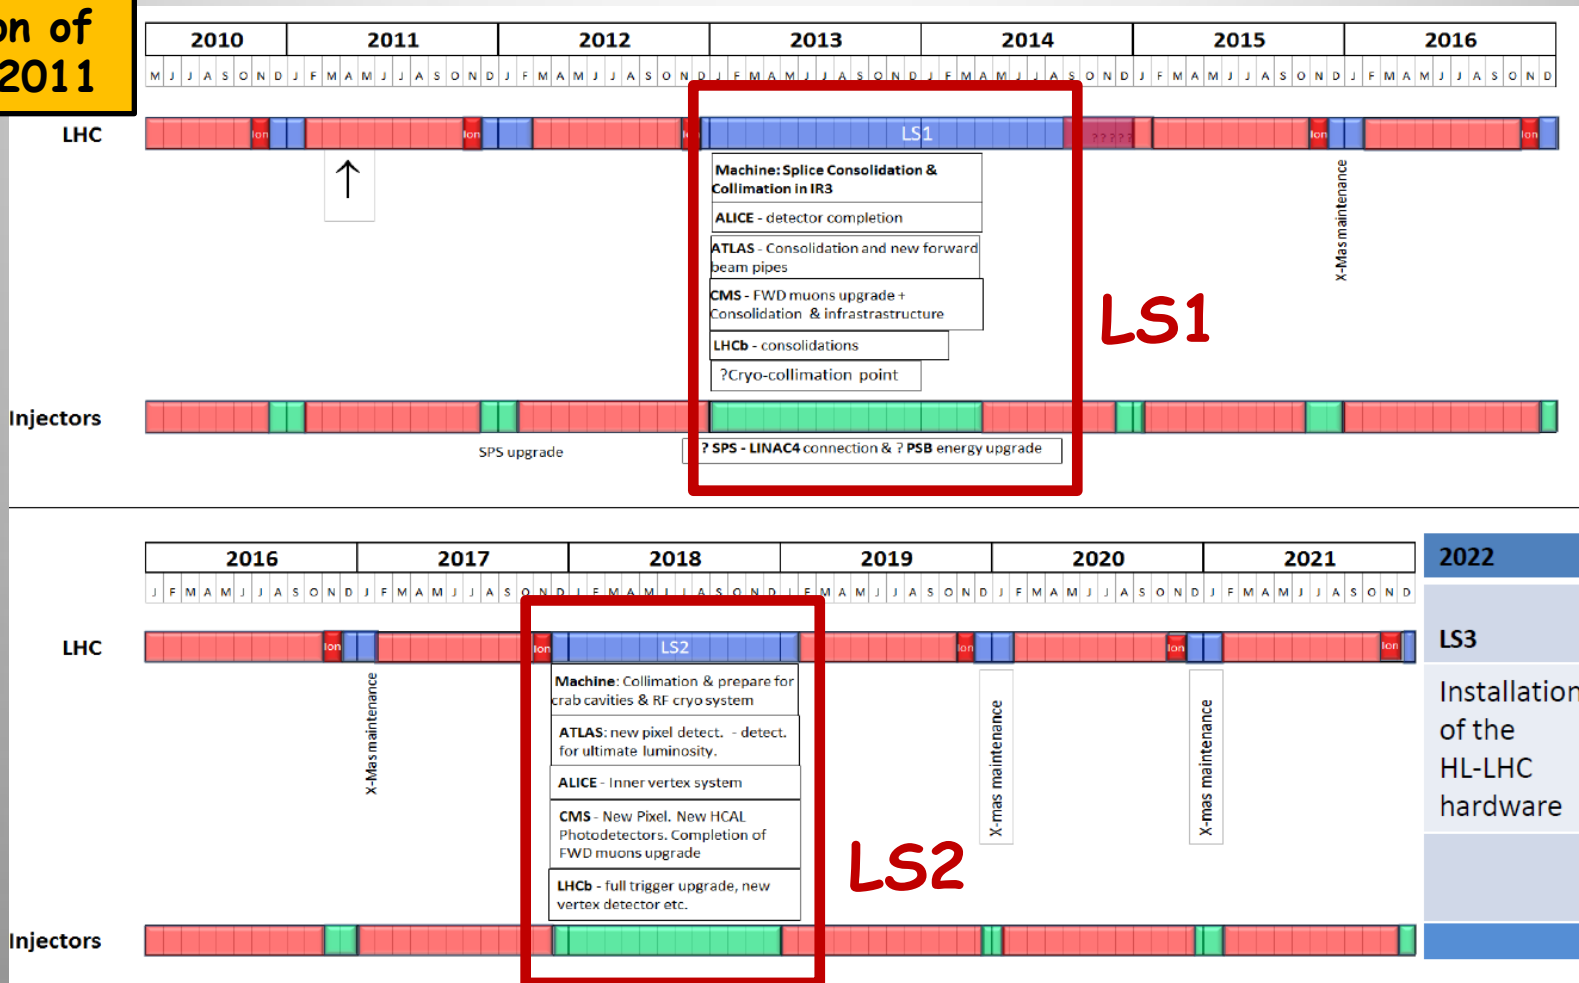 on of
2011
2010 2011 2012 2013 2014 2015 2016
M J J A S O N D J F M A M J J A S O N D J F M A M J J A S O N D J F M A M J J A S O N D J F M A M J J A S O N D J F M A M J J A S O N D J F M A M J J A S O N D
LHC Ion Ion Ion LS1 ????? Ion Ion
↑
Machine: Splice Consolidation &
Collimation in IR3
ALICE - detector completion
ATLAS - Consolidation and new forward
beam pipes
CMS - FWD muons upgrade +
Consolidation & infrastrastructure
LHCb - consolidations
?Cryo-collimation point
X-Mas maintenance
LS1
Injectors
SPS upgrade
? SPS - LINAC4 connection & ? PSB energy upgrade
2016 2017 2018 2019 2020 2021 2022
J F M A M J J A S O N D J F M A M J J A S O N D J F M A M J J A S O N D J F M A M J J A S O N D J F M A M J J A S O N D J F M A M J J A S O N D
LHC Ion Ion LS2 Ion Ion Ion LS3
X-Mas maintenance
Machine: Collimation & prepare for
crab cavities & RF cryo system
ATLAS: new pixel detect. - detect.
for ultimate luminosity.
ALICE - Inner vertex system
CMS - New Pixel. New HCAL
Photodetectors. Completion of
FWD muons upgrade
LHCb - full trigger upgrade, new
vertex detector etc.
LS2
X-mas maintenance
X-mas maintenance
Installation
of the
HL-LHC
hardware
Injectors